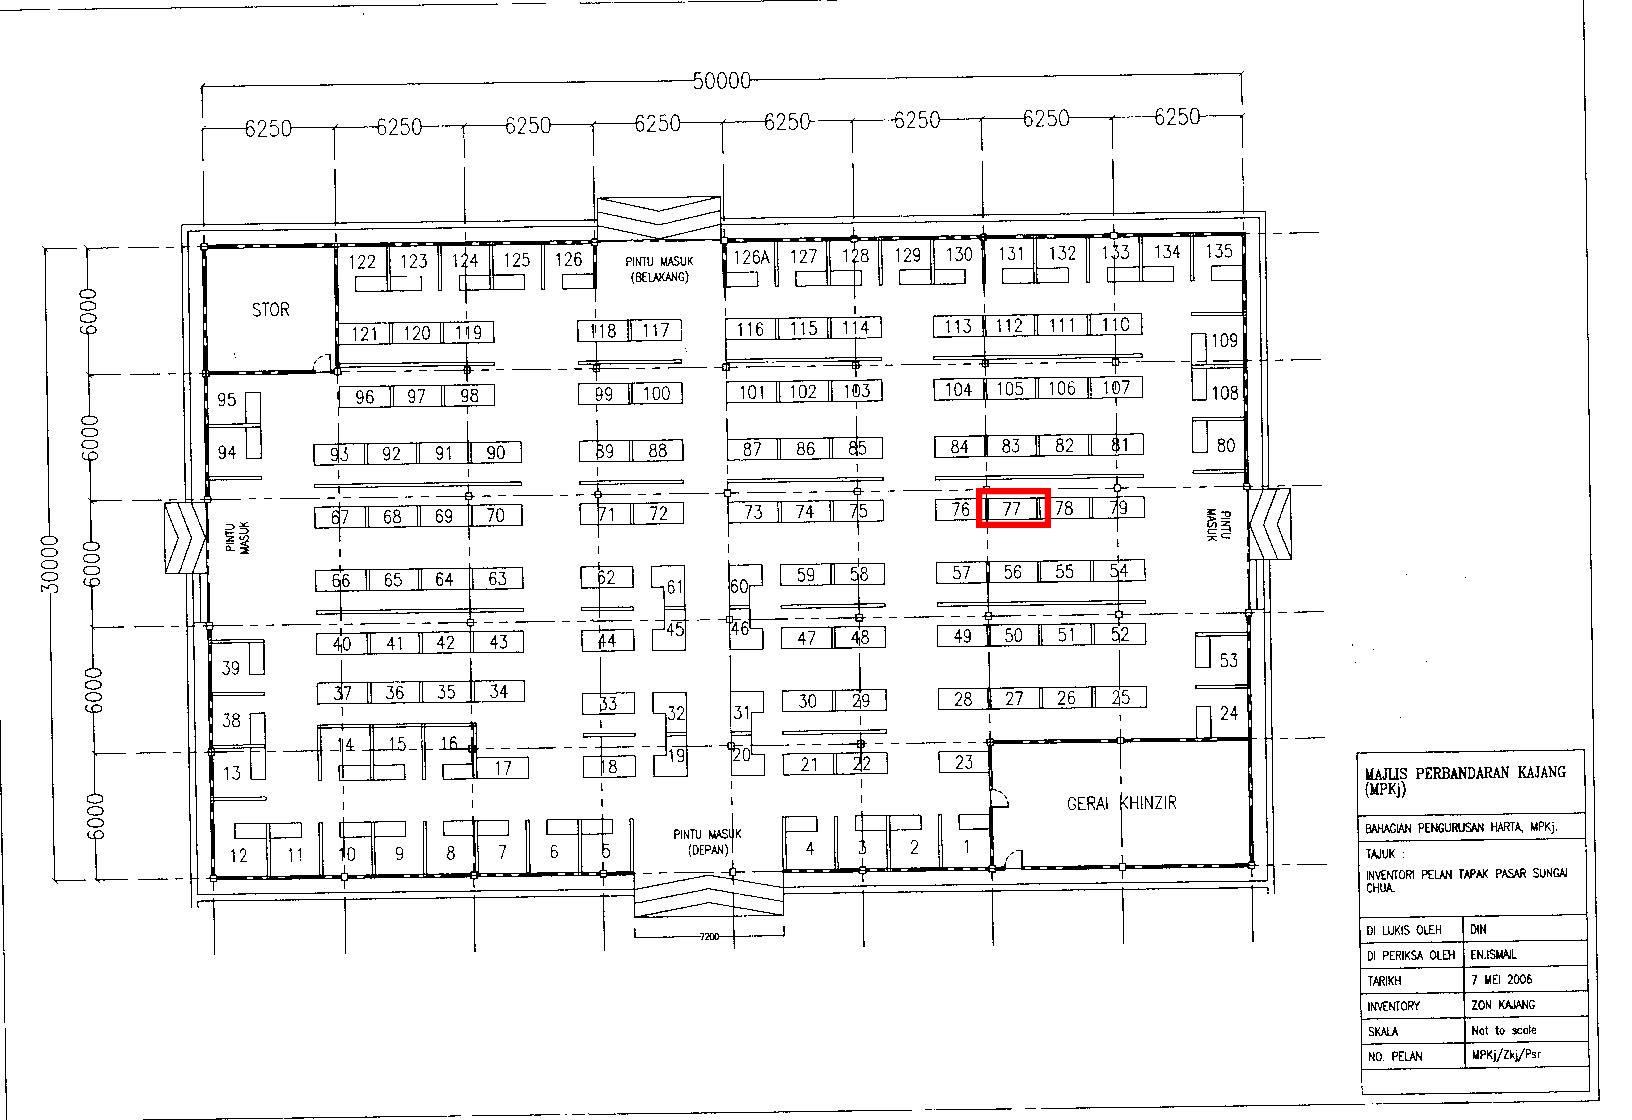 50000
6250 6250 6250 6250 6250 6250 6250 6250
30000
6000
6000
6000
6000
6000
122 123 124 125 126
PINTU MASUK
(BELAKANG)
126A 127 128 129 130 131 132 133 134 135
STOR
121 120 119 118 117 116 115 114 113 112 111 110
109
95 96 97 98 99 100 101 102 103 104 105 106 107 108
94 93 92 91 90 89 88 87 86 85 84 83 82 81 80
PINTU
MASUK
67 68 69 70 71 72 73 74 75 76 77 78 79
PINTU
MASUK
66 65 64 63 62 61 60 59 58 57 56 55 54
39 40 41 42 43 44 45 46 47 48 49 50 51 52 53
38 37 36 35 34 33 32 31 30 29 28 27 26 25 24
13 14 15 16 17 18 19 20 21 22 23
GERAI KHINZIR
12 11 10 9 8 7 6 5
PINTU MASUK
(DEPAN)
4 3 2 1
7200
MAJLIS PERBANDARAN KAJANG
(MPKj)
BAHAGIAN PENGURUSAN HARTA, MPKj.
TAJUK :
INVENTORI PELAN TAPAK PASAR SUNGAI
CHUA.
DI LUKIS OLEH DIN
DI PERIKSA OLEH EN.ISMAIL
TARIKH 7 MEI 2006
INVENTORY ZON KAJANG
SKALA Not to scale
NO. PELAN MPKj/Zkj/Psr